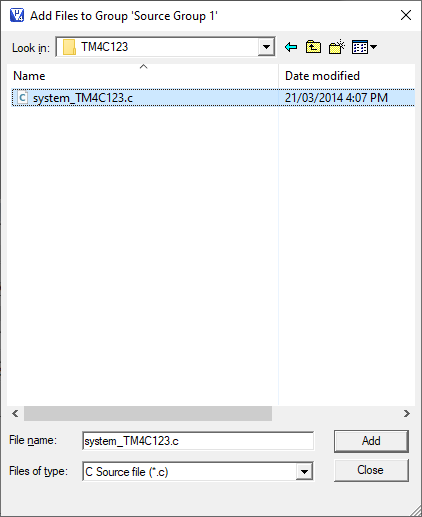 Add Files to Group 'Source Group 1'
Look in: TM4C123
Name Date modified
system_TM4C123.c 21/03/2014 4:07 PM
File name: system_TM4C123.c Add
Files of type: C Source file (*.c) Close